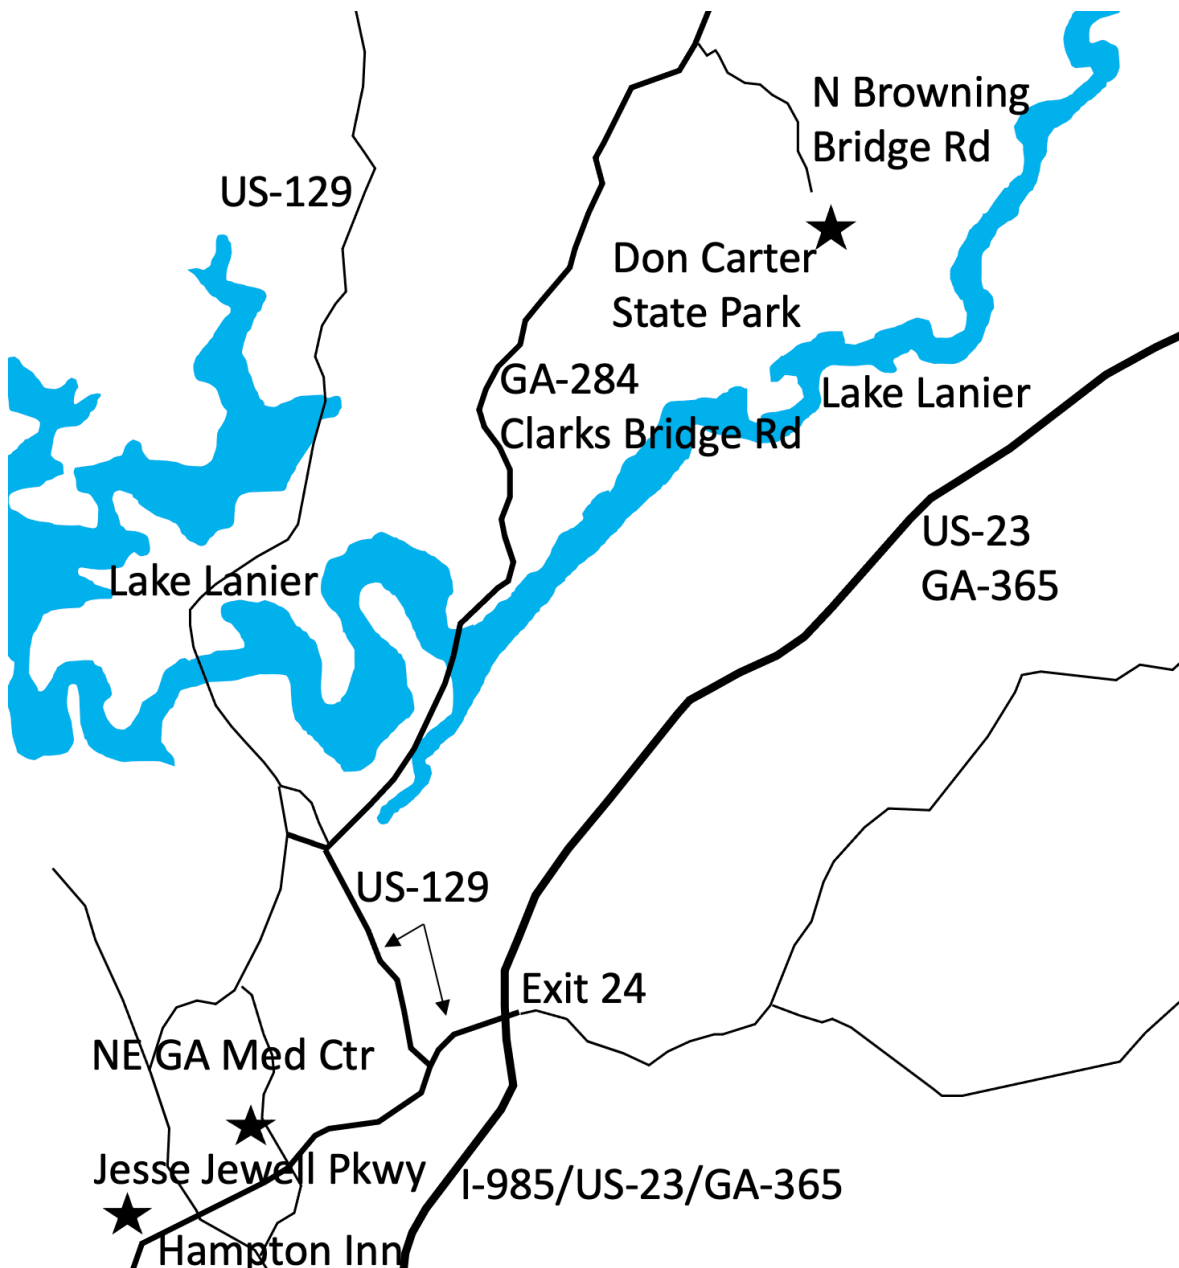 N Browning
Bridge Rd
US-129
Don Carter
State Park
GA-284
Clarks Bridge Rd
Lake Lanier
US-23
GA-365
Lake Lanier
US-129
Exit 24
NE GA Med Ctr
Jesse Jewell Pkwy
I-985/US-23/GA-365
Hampton Inn